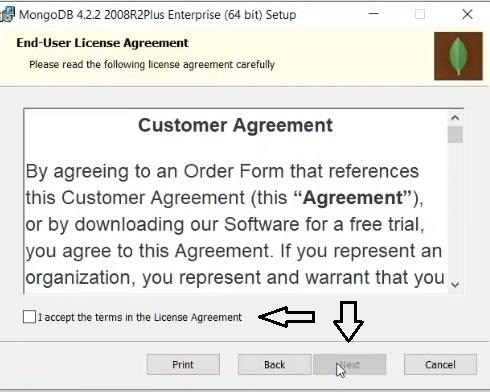 MongoDB 4.2.2 2008R2Plus Enterprise (64 bit) Setup
End-User License Agreement
Please read the following license agreement carefully
Customer Agreement
By agreeing to an Order Form that references
this Customer Agreement (this “Agreement”),
or by downloading our Software for a free trial,
you agree to this Agreement. If you represent an
organization, you represent and warrant that you
I accept the terms in the License Agreement
Print Back Next Cancel